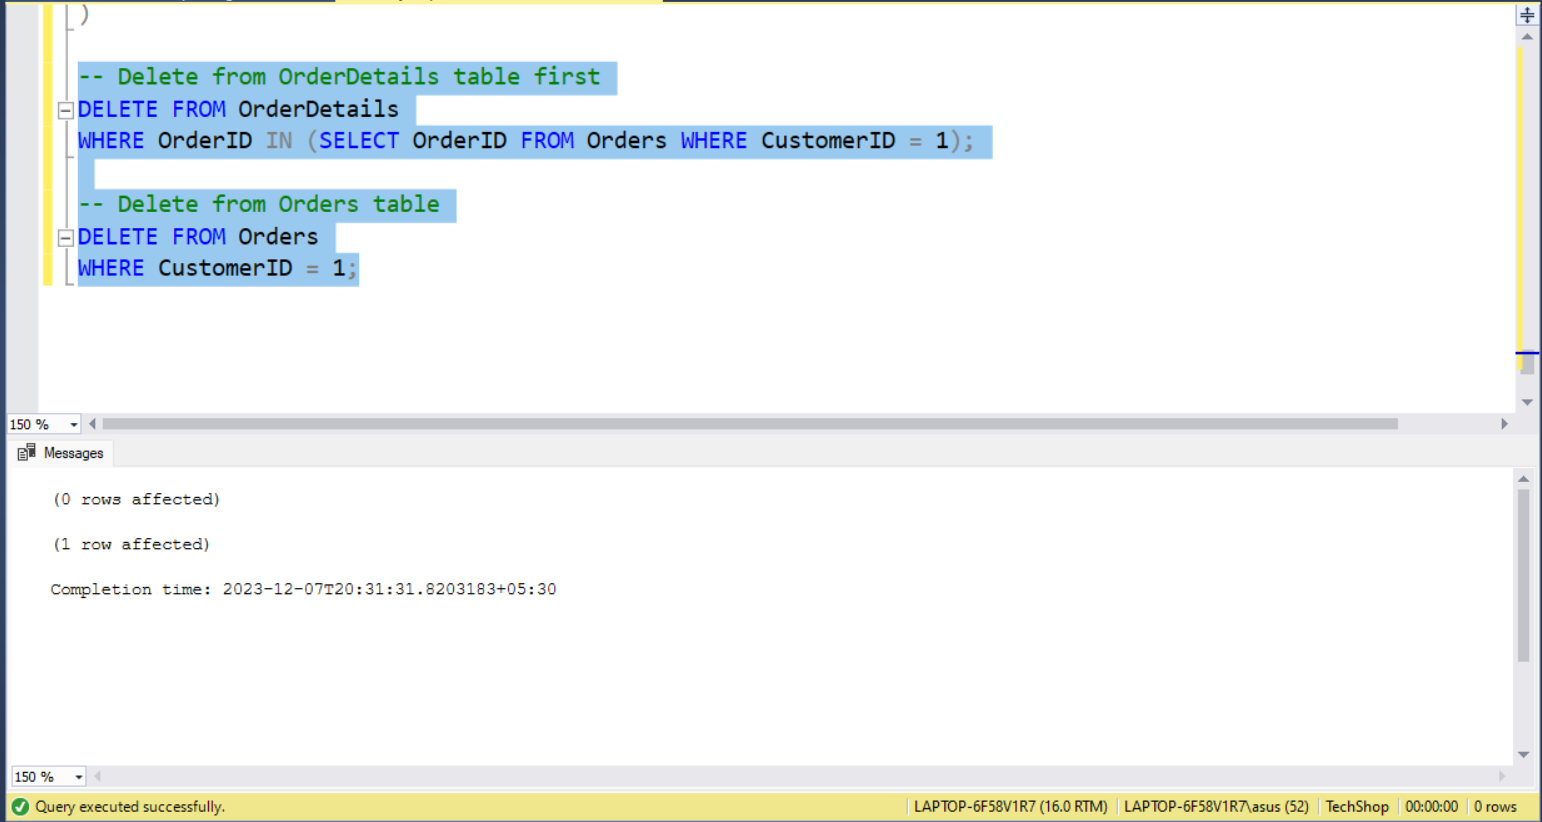 )
-- Delete from OrderDetails table first
DELETE FROM OrderDetails
WHERE OrderID IN (SELECT OrderID FROM Orders WHERE CustomerID = 1);
-- Delete from Orders table
DELETE FROM Orders
WHERE CustomerID = 1;
150 %
Messages
(0 rows affected)
(1 row affected)
Completion time: 2023-12-07T20:31:31.8203183+05:30
150 %
Query executed successfully. LAPTOP-6F58V1R7 (16.0 RTM) LAPTOP-6F58V1R7\asus (52) TechShop 00:00:00 0 rows